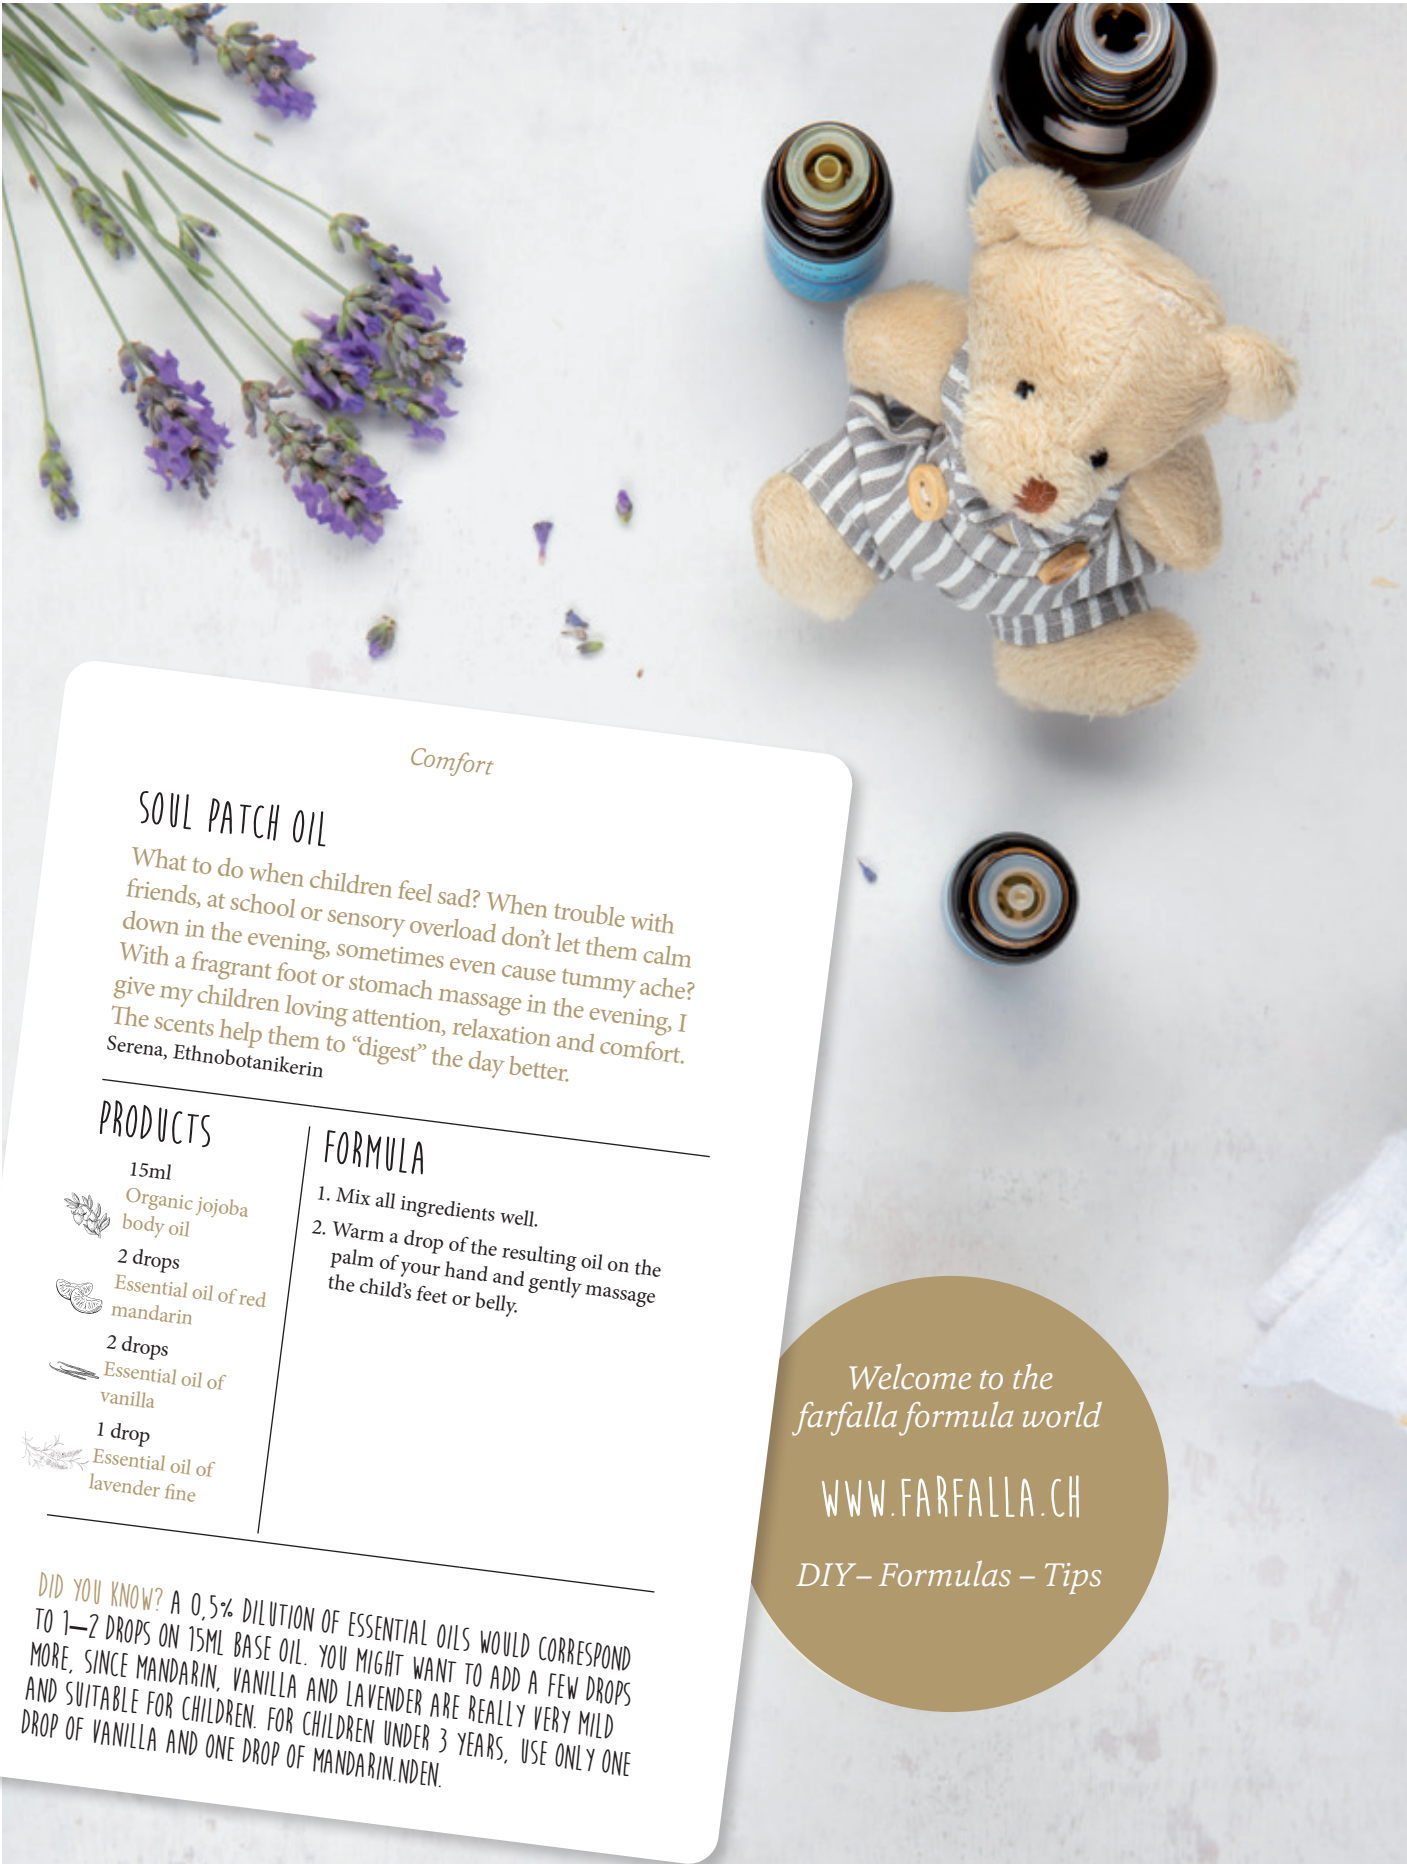 Comfort
SOUL PATCH OIL
What to do when children feel sad? When trouble with
friends, at school or sensory overload don’t let them calm
down in the evening, sometimes even cause tummy ache?
With a fragrant foot or stomach massage in the evening, I
give my children loving attention, relaxation and comfort.
The scents help them to “digest” the day better.
Serena, Ethnobotanikerin
PRODUCTS
15ml
Organic jojoba
body oil
2 drops
Essential oil of red
mandarin
2 drops
Essential oil of
vanilla
1 drop
Essential oil of
lavender fine
FORMULA
1. Mix all ingredients well.
2. Warm a drop of the resulting oil on the
palm of your hand and gently massage
the child’s feet or belly.
DID YOU KNOW? A 0,5% DILUTION OF ESSENTIAL OILS WOULD CORRESPOND
TO 1–2 DROPS ON 15ML BASE OIL. YOU MIGHT WANT TO ADD A FEW DROPS
MORE, SINCE MANDARIN, VANILLA AND LAVENDER ARE REALLY VERY MILD
AND SUITABLE FOR CHILDREN. FOR CHILDREN UNDER 3 YEARS, USE ONLY ONE
DROP OF VANILLA AND ONE DROP OF MANDARIN.NDEN.
Welcome to the
farfalla formula world
WWW.FARFALLA.CH
DIY – Formulas – Tips